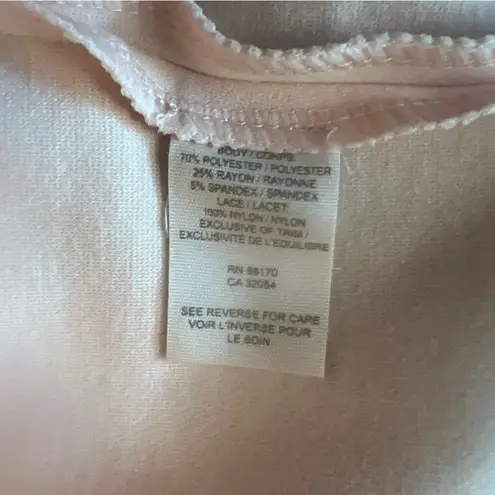 BODY / CORPS:
70% POLYESTER / POLYESTER
25% RAYON / RAYONNE
5% SPANDEX / SPANDEX
LACE / LACET:
100% NYLON / NYLON
EXCLUSIVE OF TRIM /
EXCLUSIVITÉ DE L'EQUILIBRE
RN 66170
CA 32054
SEE REVERSE FOR CARE
VOIR L'INVERSE POUR
LE SOIN